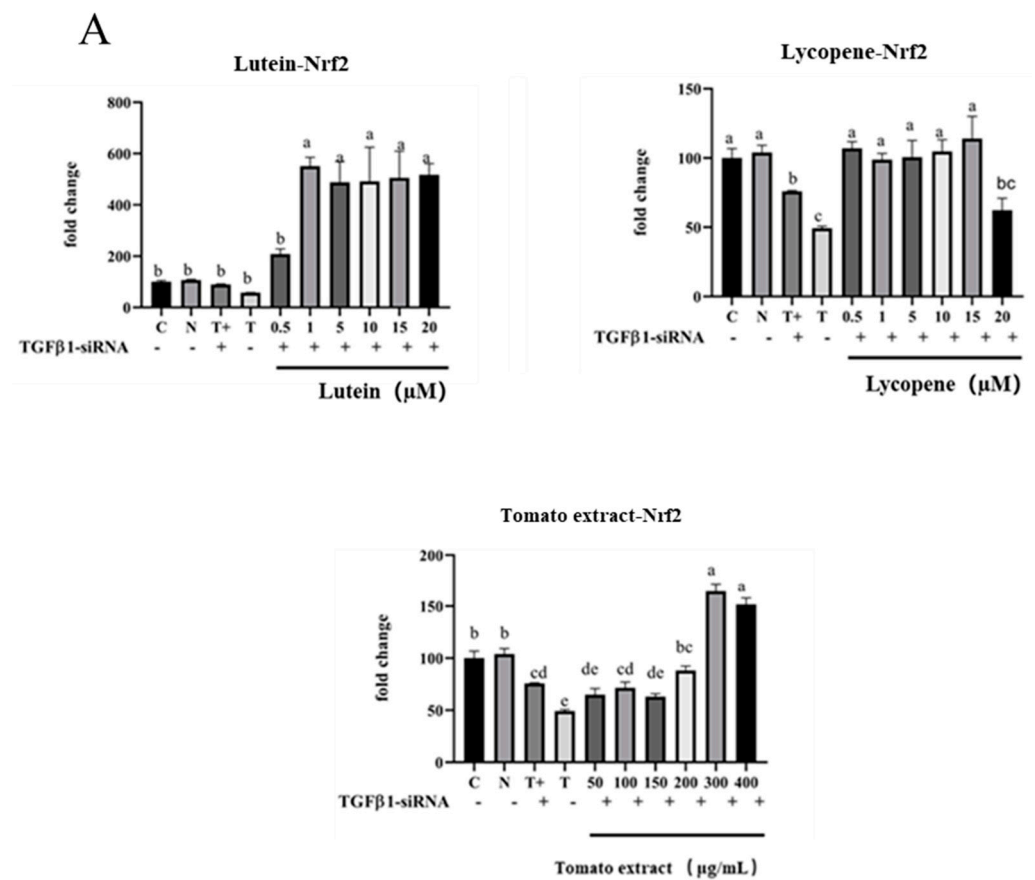 A
Lutein-Nrf2
800
600
400
200
0
fold change
b b b b b a a a a a
C N T+ T 0.5 1 5 10 15 20
TGFβ1-siRNA - - + - + + + + + +
Lutein (μM)
Lycopene-Nrf2
150
100
50
0
fold change
a a b c a a a a a bc
C N T+ T 0.5 1 5 10 15 20
TGFβ1-siRNA - - + - + + + + + +
Lycopene (μM)
Tomato extract-Nrf2
200
150
100
50
0
fold change
b b cd e de cd de bc a a
C N T+ T 50 100 150 200 300 400
TGFβ1-siRNA - - + - + + + + + +
Tomato extract (μg/mL)